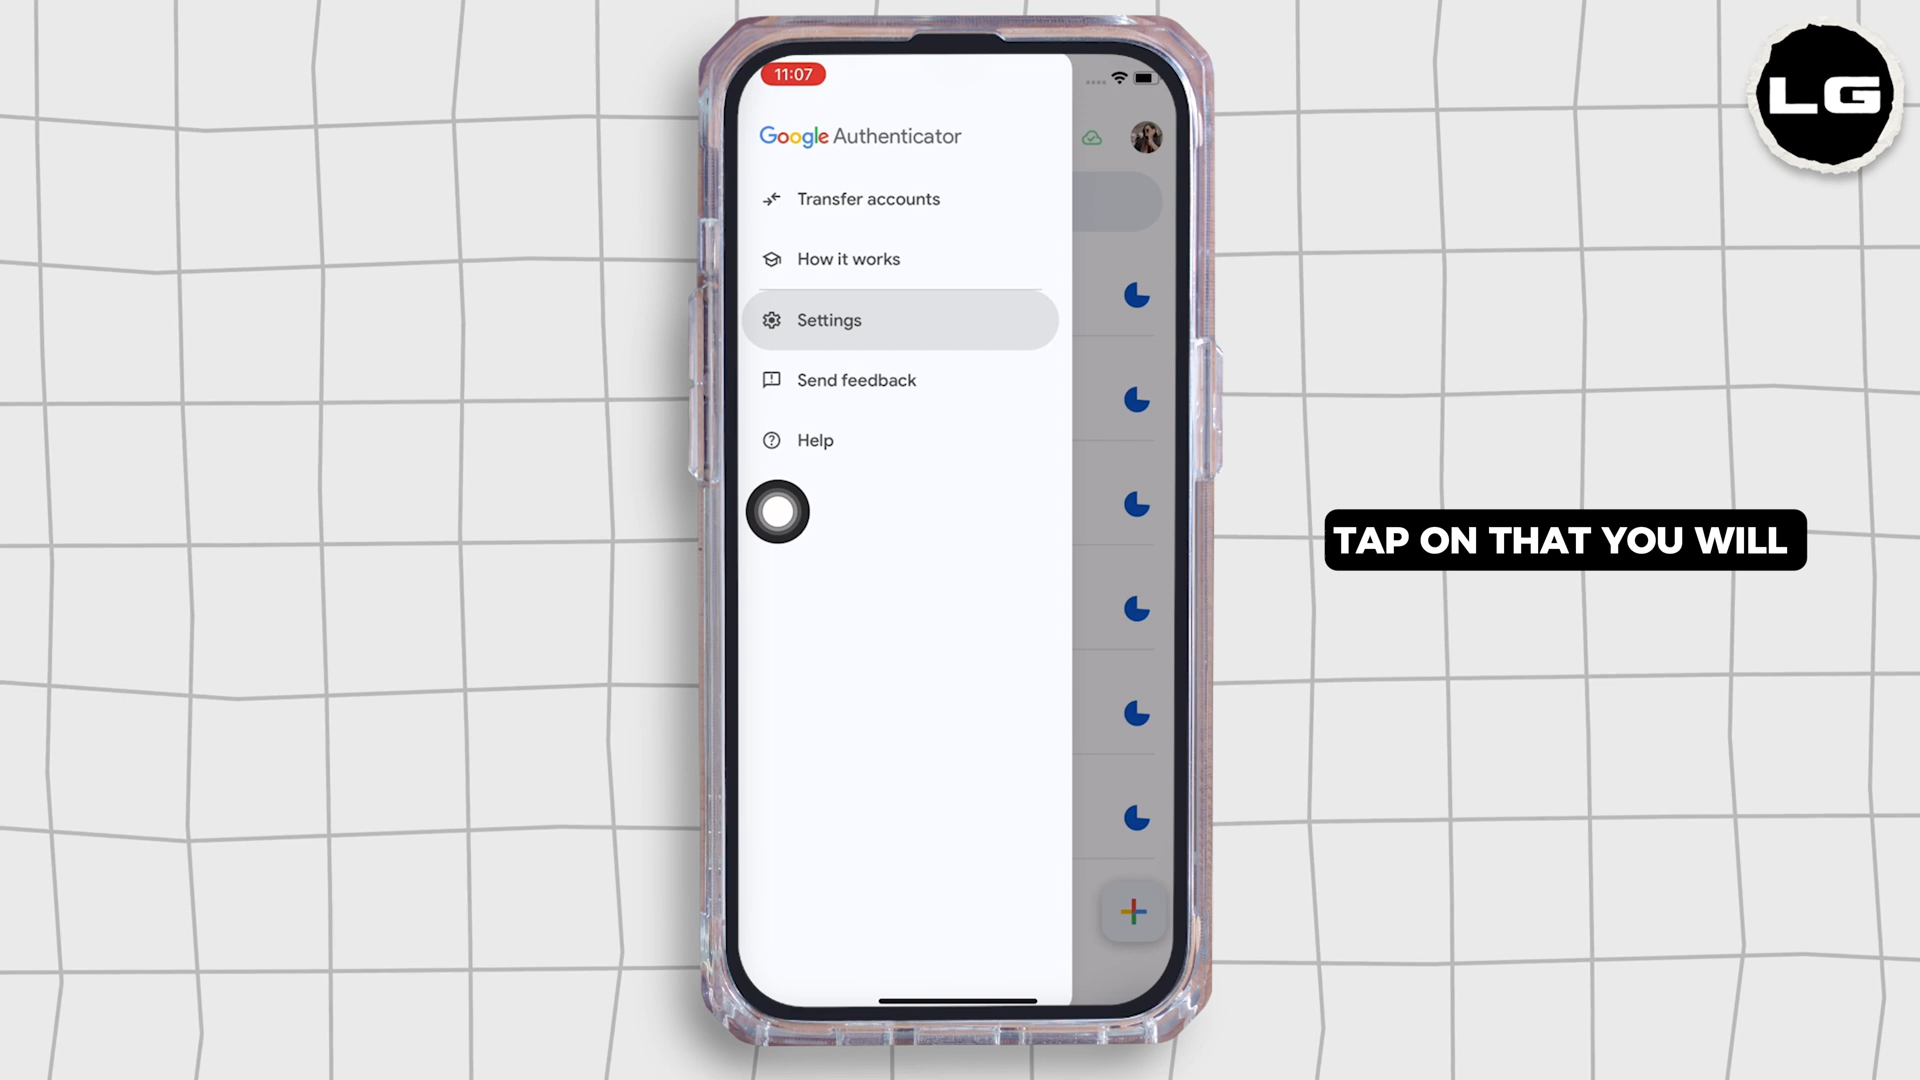 11:07
Google Authenticator
Transfer accounts
How it works
Settings
Send feedback
Help
TAP ON THAT YOU WILL
LG